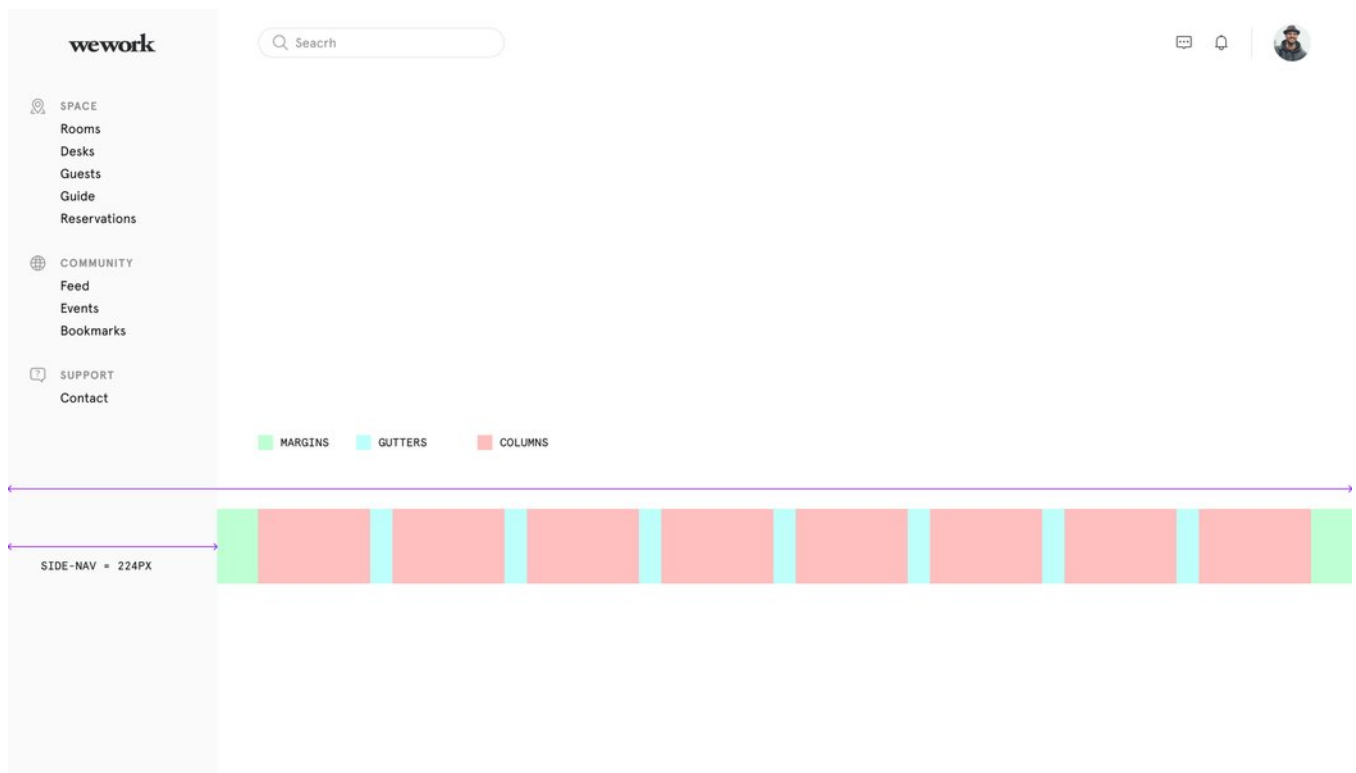 wework
Seacrh
SPACE
Rooms
Desks
Guests
Guide
Reservations
COMMUNITY
Feed
Events
Bookmarks
SUPPORT
Contact
MARGINS GUTTERS COLUMNS
SIDE-NAV = 224PX